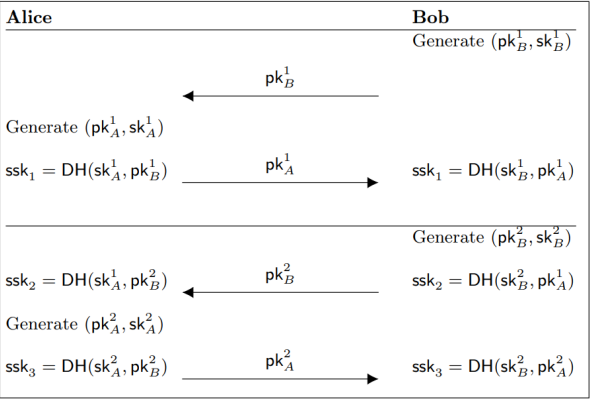 Alice Bob
Generate (pk_B^1, sk_B^1)
pk_B^1
Generate (pk_A^1, sk_A^1)
ssk_1 = DH(sk_A^1, pk_B^1) pk_A^1 ssk_1 = DH(sk_B^1, pk_A^1)
Generate (pk_B^2, sk_B^2)
ssk_2 = DH(sk_A^1, pk_B^2) pk_B^2 ssk_2 = DH(sk_B^2, pk_A^1)
Generate (pk_A^2, sk_A^2)
ssk_3 = DH(sk_A^2, pk_B^2) pk_A^2 ssk_3 = DH(sk_B^2, pk_A^2)